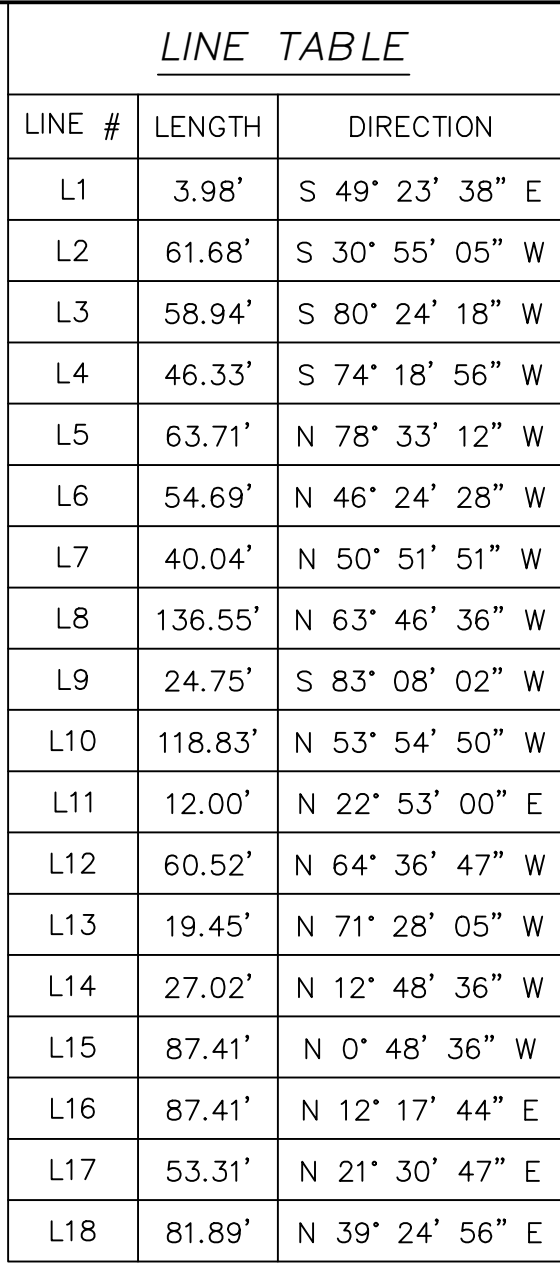 LINE TABLE
LINE # LENGTH DIRECTION
L1 3.98’ S 49° 23’ 38” E
L2 61.68’ S 30° 55’ 05” W
L3 58.94’ S 80° 24’ 18” W
L4 46.33’ S 74° 18’ 56” W
L5 63.71’ N 78° 33’ 12” W
L6 54.69’ N 46° 24’ 28” W
L7 40.04’ N 50° 51’ 51” W
L8 136.55’ N 63° 46’ 36” W
L9 24.75’ S 83° 08’ 02” W
L10 118.83’ N 53° 54’ 50” W
L11 12.00’ N 22° 53’ 00” E
L12 60.52’ N 64° 36’ 47” W
L13 19.45’ N 71° 28’ 05” W
L14 27.02’ N 12° 48’ 36” W
L15 87.41’ N 0° 48’ 36” W
L16 87.41’ N 12° 17’ 44” E
L17 53.31’ N 21° 30’ 47” E
L18 81.89’ N 39° 24’ 56” E